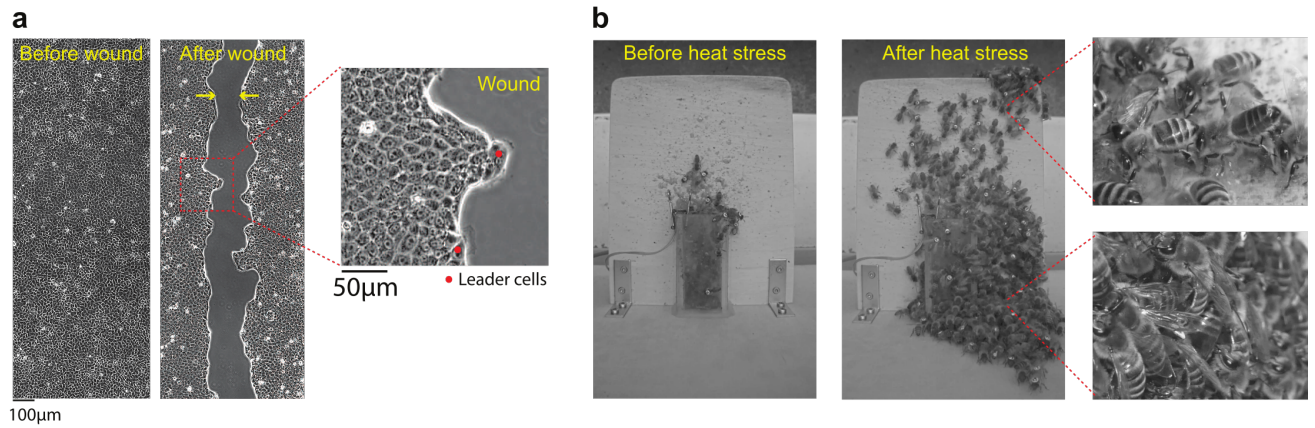 a
Before wound
After wound
Wound
50µm
Leader cells
100µm
b
Before heat stress
After heat stress